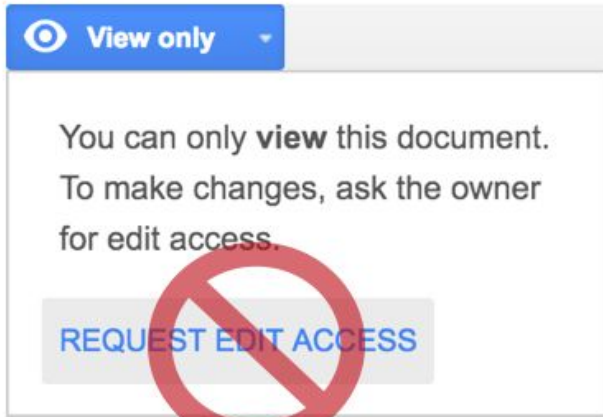 View only
You can only view this document.
To make changes, ask the owner
for edit access.
REQUEST EDIT ACCESS